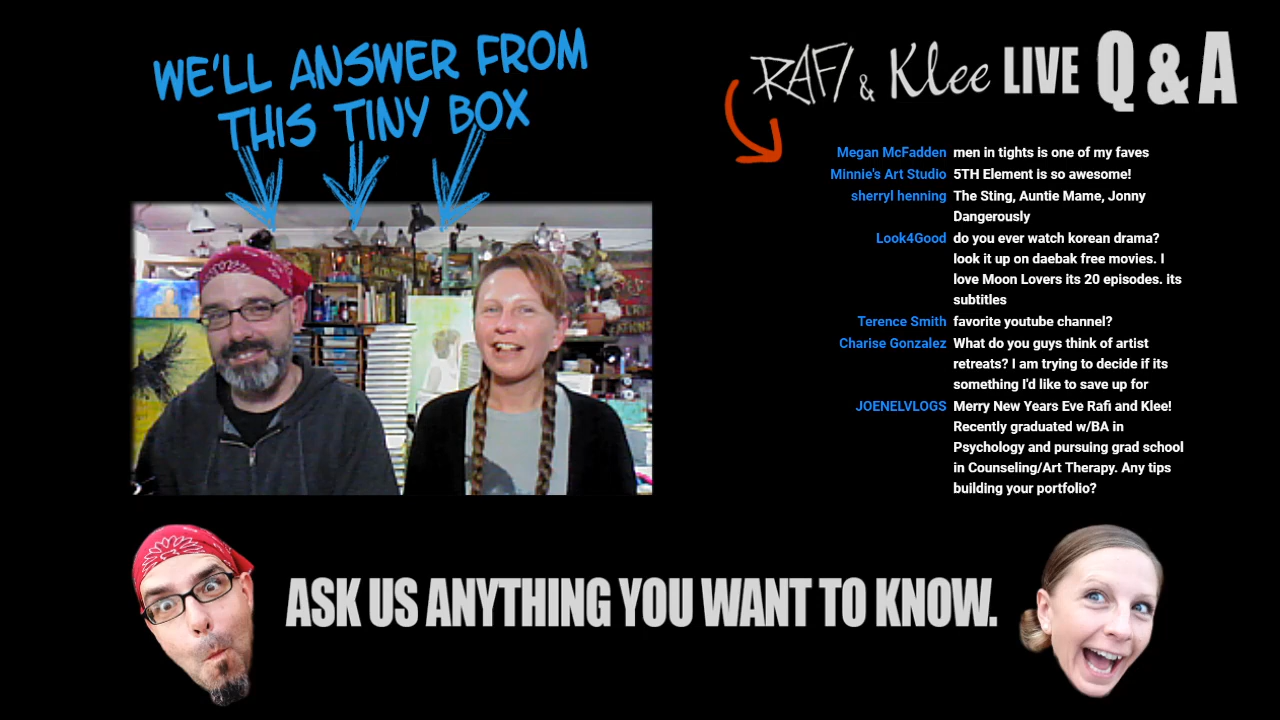 WE'LL ANSWER FROM
THIS TINY BOX
RAFI & Klee LIVE Q & A
Megan McFadden men in tights is one of my faves
Minnie's Art Studio 5TH Element is so awesome!
sherryl henning The Sting, Auntie Mame, Jonny
Dangerously
Look4Good do you ever watch korean drama?
look it up on daebak free movies. I
love Moon Lovers its 20 episodes. its
subtitles
Terence Smith favorite youtube channel?
Charise Gonzalez What do you guys think of artist
retreats? I am trying to decide if its
something I'd like to save up for
JOENELVLOGS Merry New Years Eve Rafi and Klee!
Recently graduated w/BA in
Psychology and pursuing grad school
in Counseling/Art Therapy. Any tips
building your portfolio?
ASK US ANYTHING YOU WANT TO KNOW.